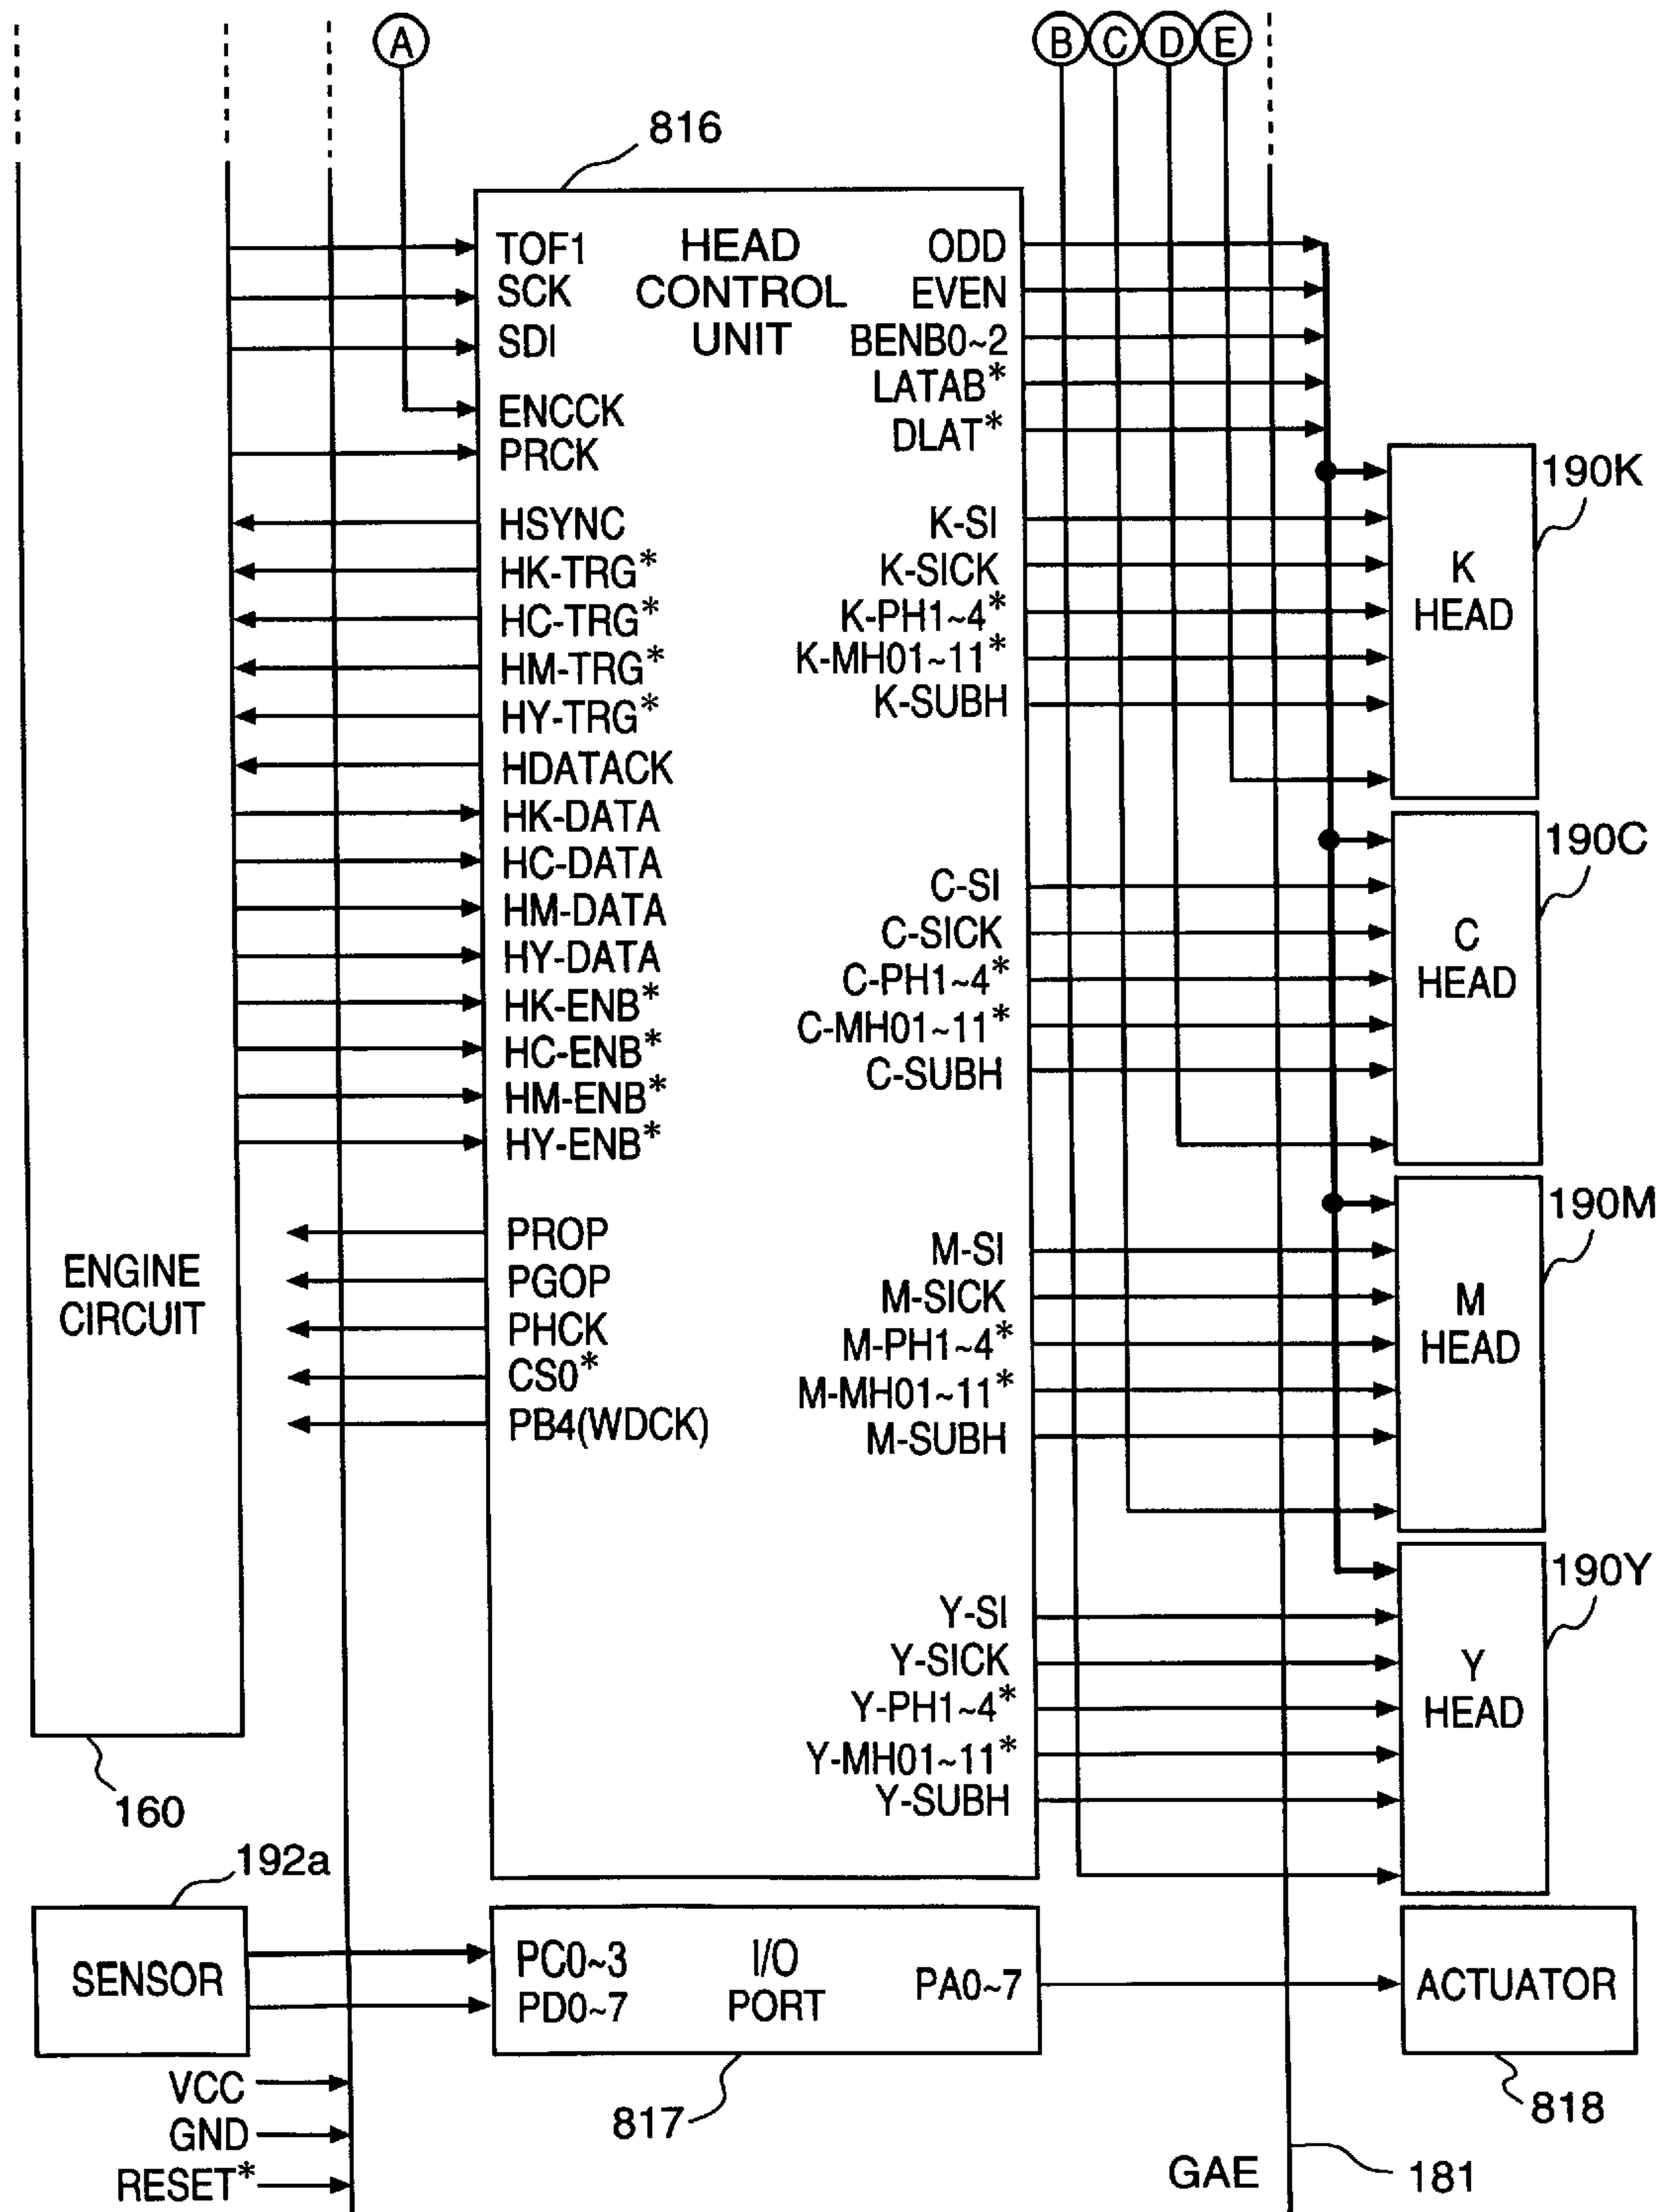 A
B
C
D
E
816
HEAD
CONTROL
UNIT
TOF1
SCK
SDI
ENCCK
PRCK
HSYNC
HK-TRG*
HC-TRG*
HM-TRG*
HY-TRG*
HDATACK
HK-DATA
HC-DATA
HM-DATA
HY-DATA
HK-ENB*
HC-ENB*
HM-ENB*
HY-ENB*
PROP
PGOP
PHCK
CS0*
PB4(WDCK)
ODD
EVEN
BENB0~2
LATAB*
DLAT*
K-SI
K-SICK
K-PH1~4*
K-MH01~11*
K-SUBH
C-SI
C-SICK
C-PH1~4*
C-MH01~11*
C-SUBH
M-SI
M-SICK
M-PH1~4*
M-MH01~11*
M-SUBH
Y-SI
Y-SICK
Y-PH1~4*
Y-MH01~11*
Y-SUBH
190K
K
HEAD
190C
C
HEAD
190M
M
HEAD
190Y
Y
HEAD
ENGINE
CIRCUIT
160
192a
SENSOR
PC0~3
PD0~7
I/O
PORT
PA0~7
ACTUATOR
817
818
VCC
GND
RESET*
GAE
181